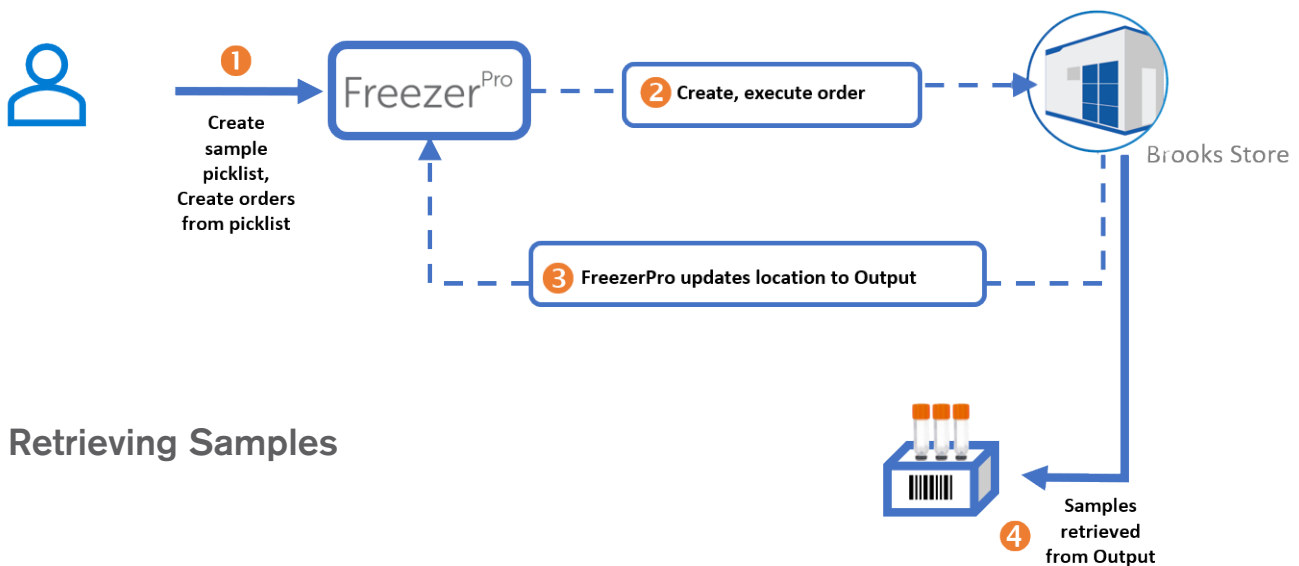 1
Create
sample
picklist,
Create orders
from picklist
FreezerPro
2 Create, execute order
Brooks Store
3 FreezerPro updates location to Output
Retrieving Samples
4
Samples
retrieved
from Output